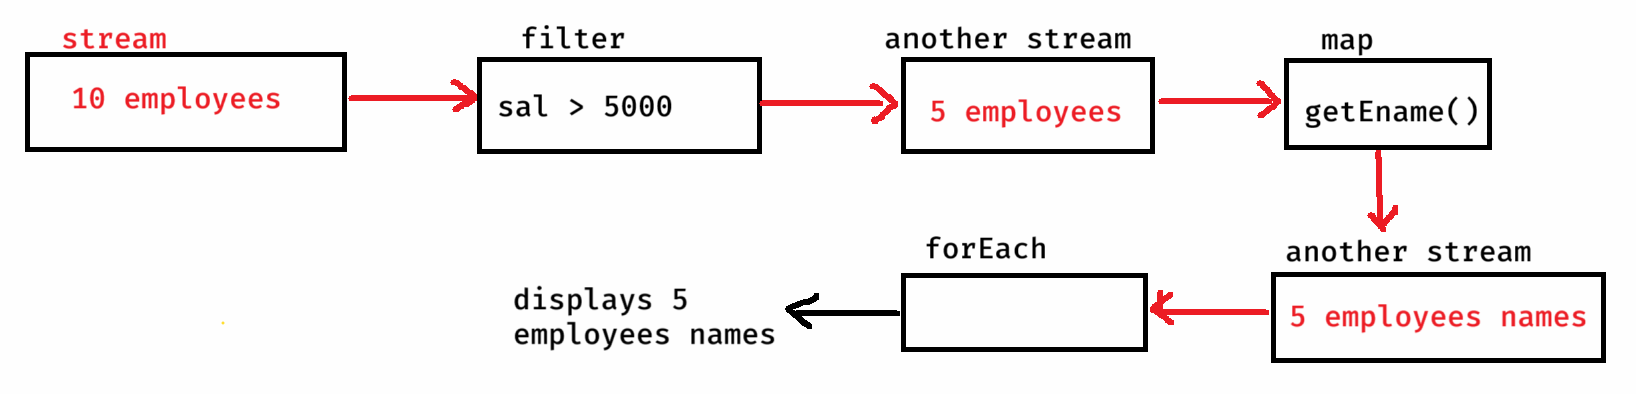 stream
10 employees
filter
sal > 5000
another stream
5 employees
map
getEname()
another stream
5 employees names
forEach
displays 5
employees names